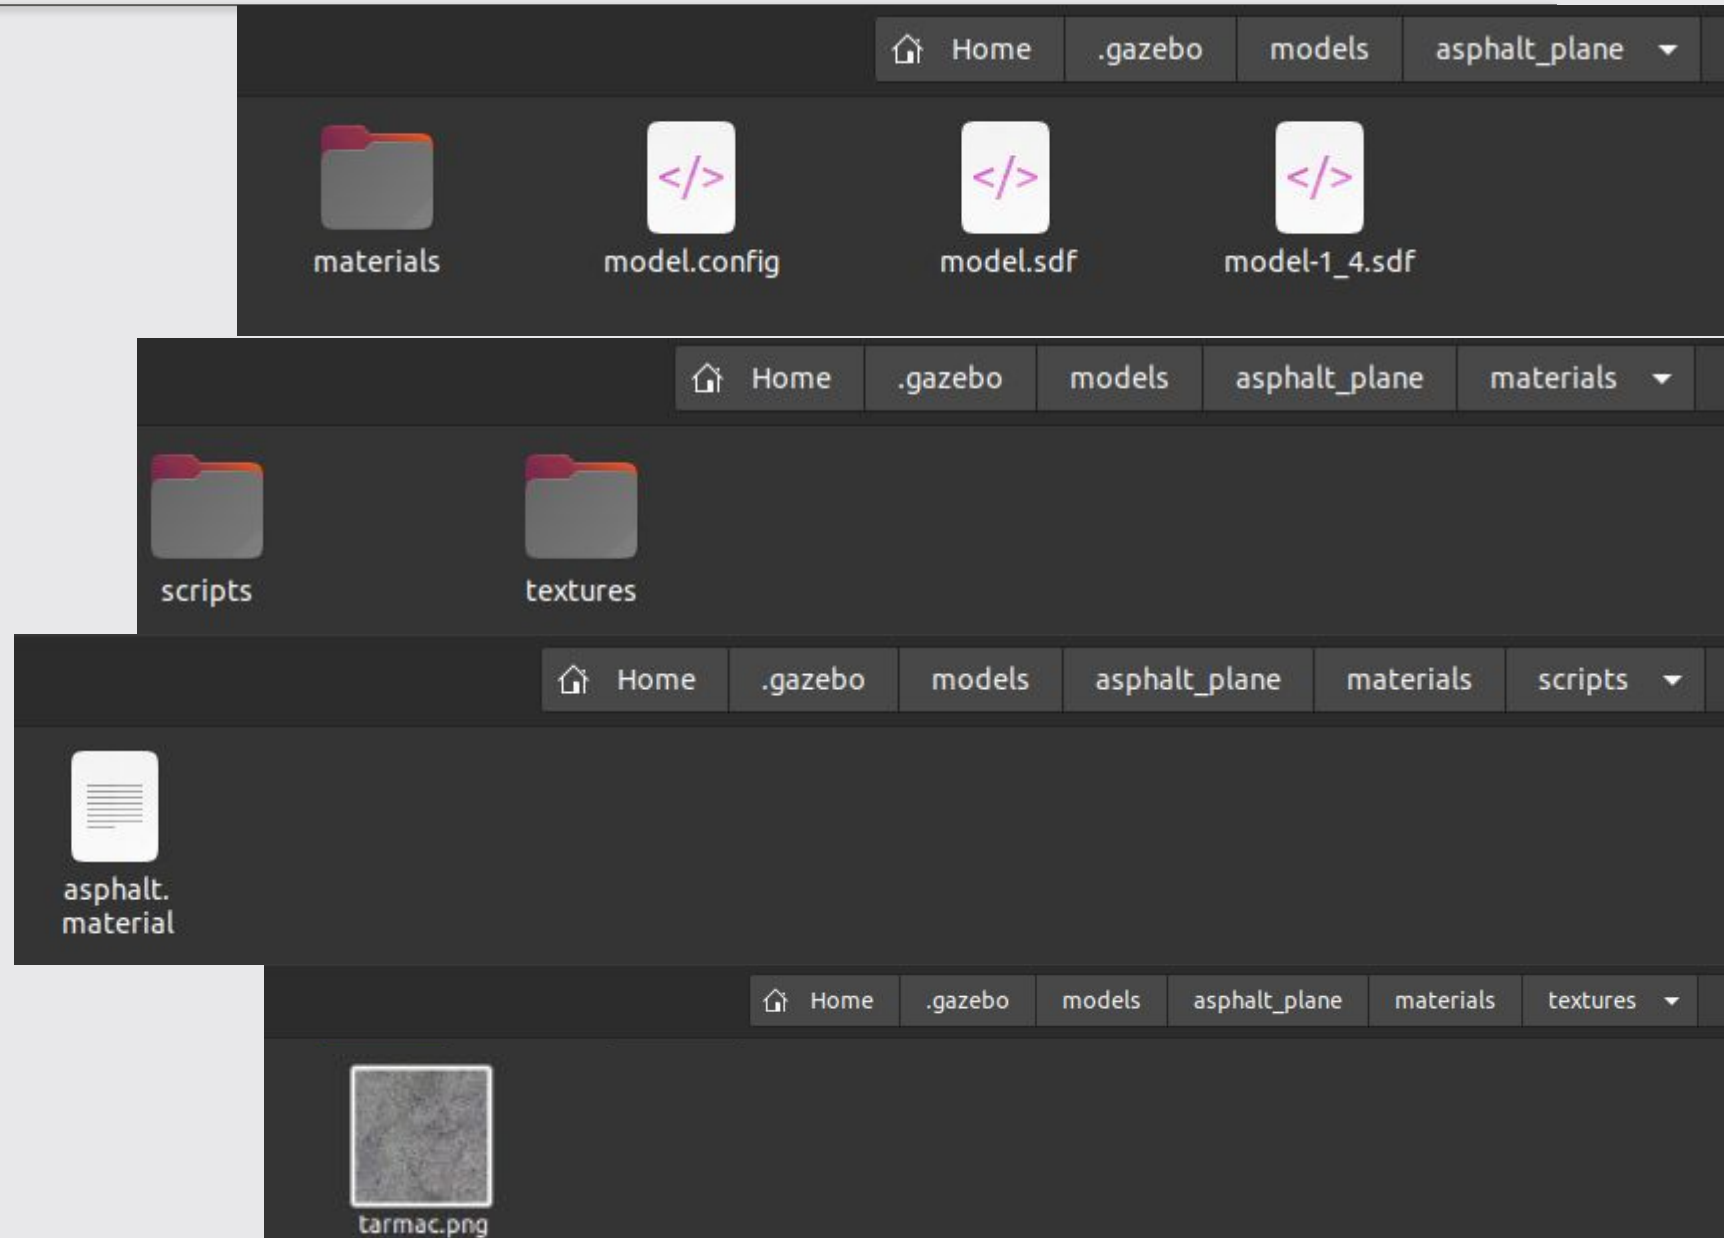 Home .gazebo models asphalt_plane
materials model.config model.sdf model-1_4.sdf
Home .gazebo models asphalt_plane materials
scripts textures
Home .gazebo models asphalt_plane materials scripts
asphalt.
material
Home .gazebo models asphalt_plane materials textures
tarmac.png